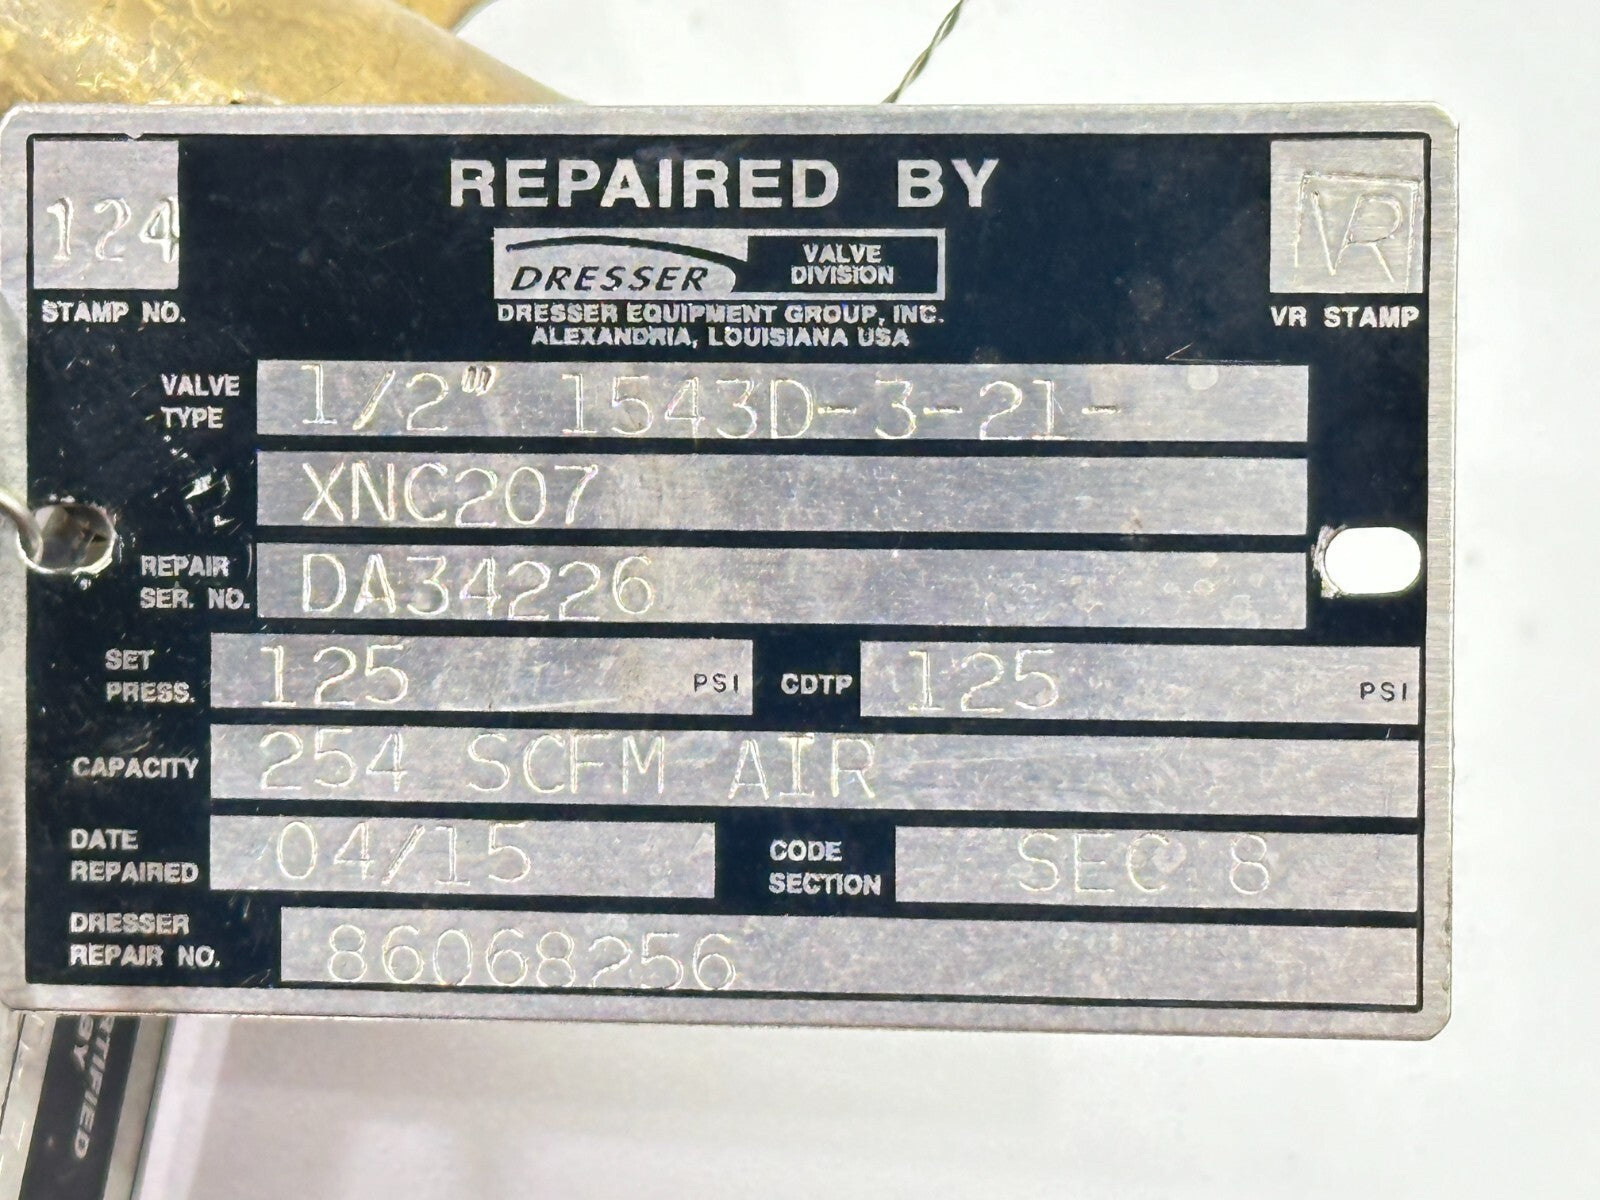 REPAIRED BY
124
STAMP NO.
DRESSER
VALVE
DIVISION
DRESSER EQUIPMENT GROUP, INC.
ALEXANDRIA, LOUISIANA USA
VR
VR STAMP
VALVE
TYPE
1/2" 1543D-3-21-
XNC207
REPAIR
SER. NO.
DA34226
SET
PRESS.
125
PSI
CDTP
125
PSI
CAPACITY
254 SCFM AIR
DATE
REPAIRED
04/15
CODE
SECTION
SEC 8
DRESSER
REPAIR NO.
86068256
RTIFIED
BY